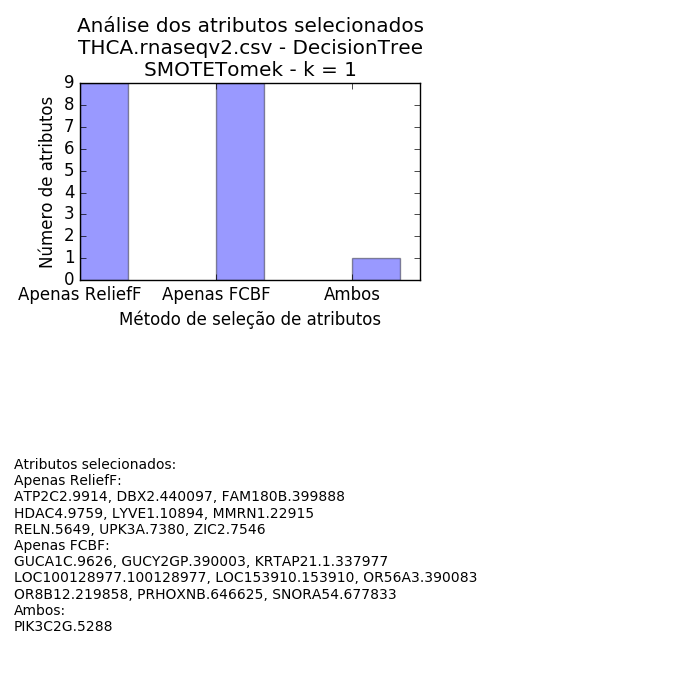 Análise dos atributos selecionados
THCA.rnaseqv2.csv - DecisionTree
SMOTETomek - k = 1
9
8
7
6
5
4
3
2
1
0
Número de atributos
Apenas ReliefF Apenas FCBF Ambos
Método de seleção de atributos
Atributos selecionados:
Apenas ReliefF:
ATP2C2.9914, DBX2.440097, FAM180B.399888
HDAC4.9759, LYVE1.10894, MMRN1.22915
RELN.5649, UPK3A.7380, ZIC2.7546
Apenas FCBF:
GUCA1C.9626, GUCY2GP.390003, KRTAP21.1.337977
LOC100128977.100128977, LOC153910.153910, OR56A3.390083
OR8B12.219858, PRHOXNB.646625, SNORA54.677833
Ambos:
PIK3C2G.5288